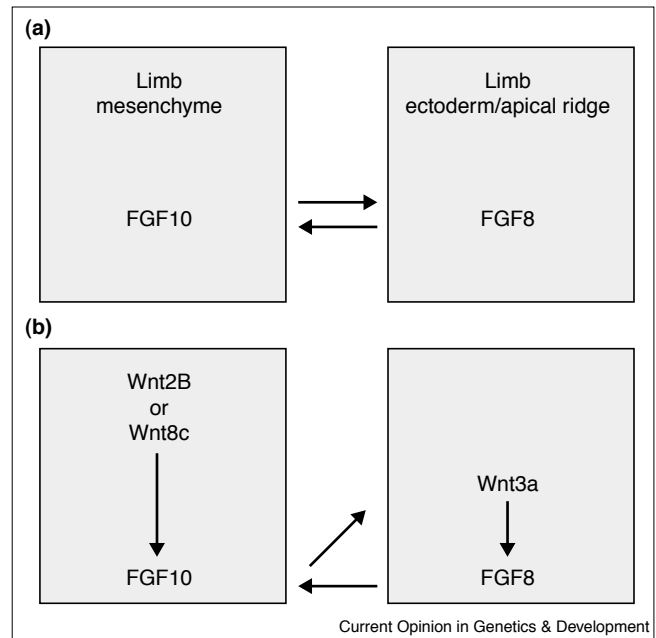 (a)
Limb
mesenchyme
Limb
ectoderm/apical ridge
FGF10
FGF8
(b)
Wnt2B
or
Wnt8c
Wnt3a
FGF10
FGF8
Current Opinion in Genetics & Development